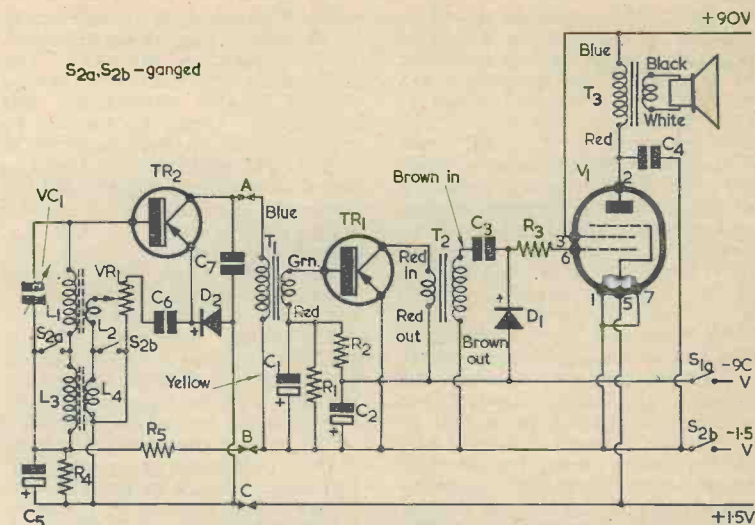 +90V
S2a, S2b – ganged
Blue
Black
T3
White
Red
C4
V1
2
3
6
1
5
7
TR2
A
VC1
Blue
Brown in
TR1
T2
C3
R3
T1
Grn.
Red in
VR1
C7
C6
D2
L1
L2
S2a
S2b
Red
Red out
D1
Brown out
R2
Yellow
C1
R1
C2
L3
L4
S1a -9C V
R5
B
S2b -1.5 V
R4
C
C5
+1.5V